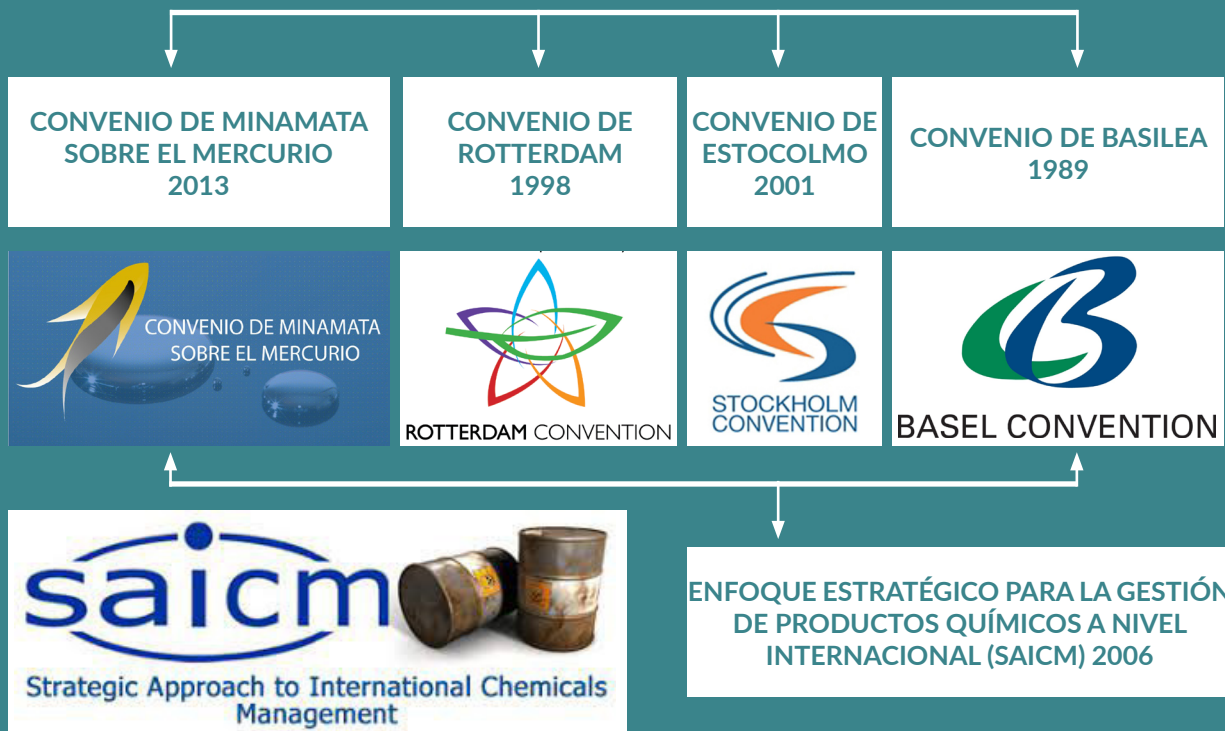 CONVENIO DE MINAMATA
SOBRE EL MERCURIO
2013
CONVENIO DE
ROTTERDAM
1998
CONVENIO DE
ESTOCOLMO
2001
CONVENIO DE BASILEA
1989
CONVENIO DE MINAMATA
SOBRE EL MERCURIO
ROTTERDAM CONVENTION
STOCKHOLM
CONVENTION
BASEL CONVENTION
saicm
Strategic Approach to International Chemicals
Management
ENFOQUE ESTRATÉGICO PARA LA GESTIÓN
DE PRODUCTOS QUÍMICOS A NIVEL
INTERNACIONAL (SAICM) 2006